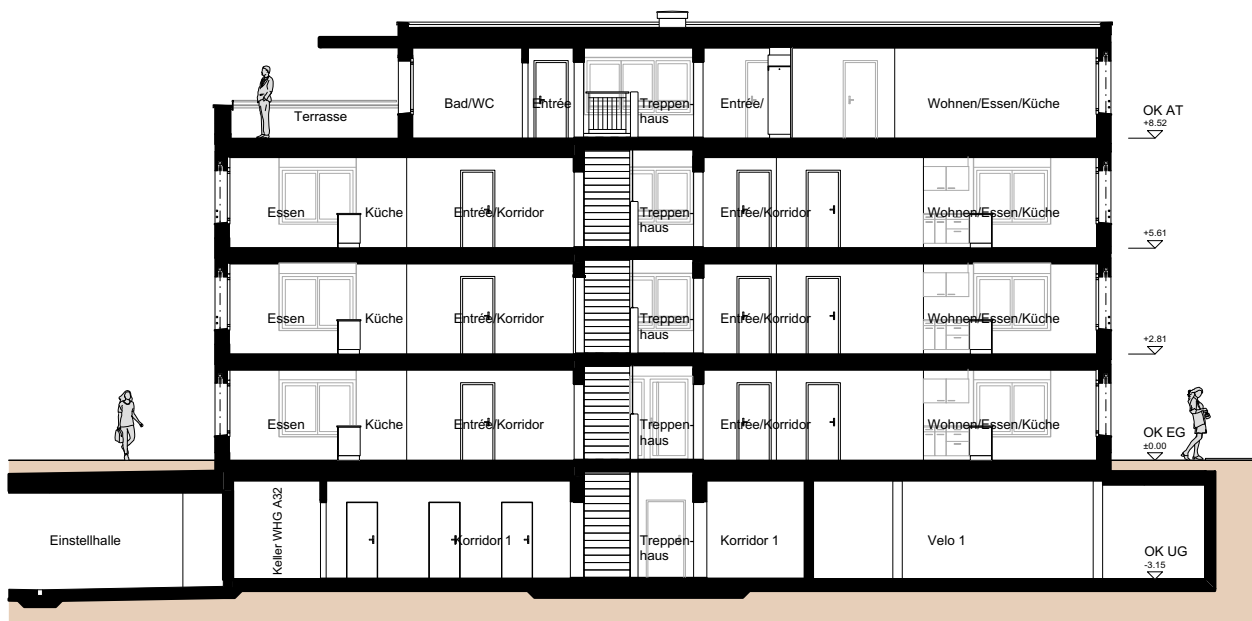 Bad/WC
Entrée
Treppen-
haus
Entrée/
Wohnen/Essen/Küche
Terrasse
OK AT
+8.52
Essen
Küche
Entrée/Korridor
Treppen-
haus
Entrée/Korridor
Wohnen/Essen/Küche
+5.61
Essen
Küche
Entrée/Korridor
Treppen-
haus
Entrée/Korridor
Wohnen/Essen/Küche
+2.81
Essen
Küche
Entrée/Korridor
Treppen-
haus
Entrée/Korridor
Wohnen/Essen/Küche
OK EG
±0.00
Einstellhalle
Keller WHG A32
Korridor 1
Treppen-
haus
Korridor 1
Velo 1
OK UG
-3.15